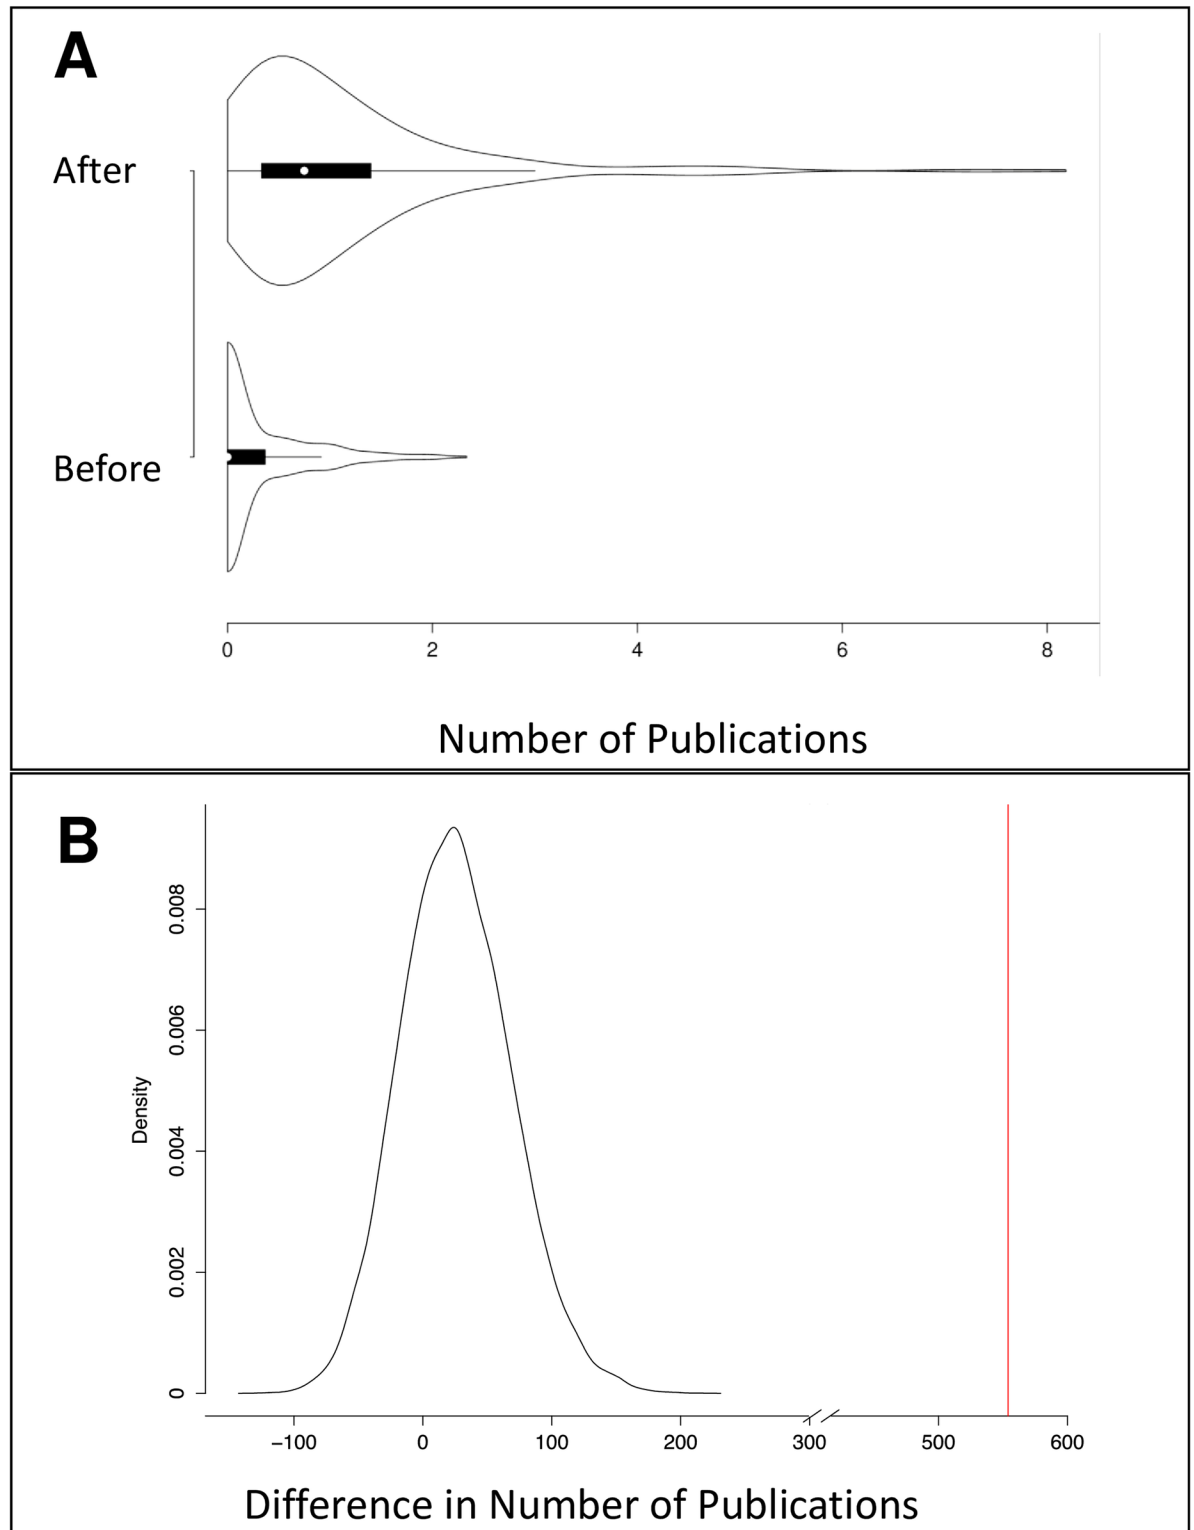 A
After
Before
0 2 4 6 8
Number of Publications
B
0.008
0.006
0.004
0.002
0
Density
−100 0 100 200 300 500 600
Difference in Number of Publications